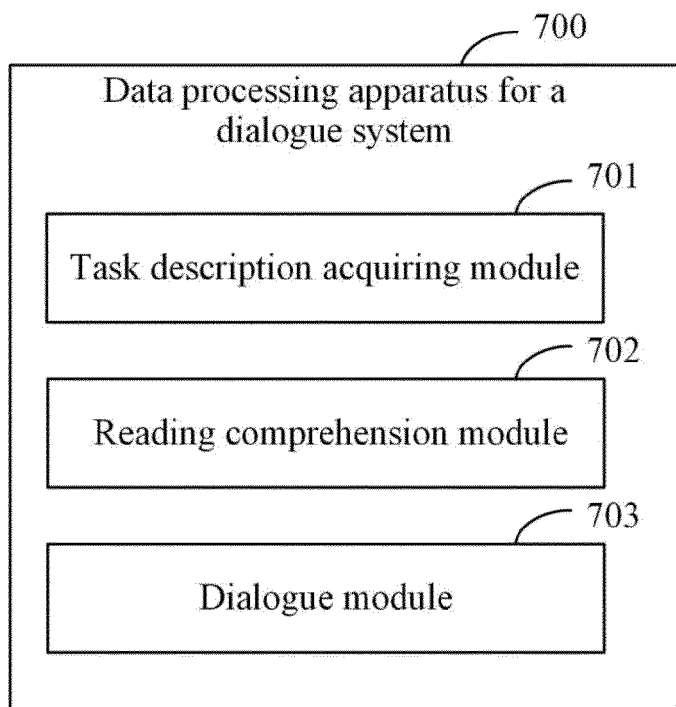 700
Data processing apparatus for a
dialogue system
701
Task description acquiring module
702
Reading comprehension module
703
Dialogue module